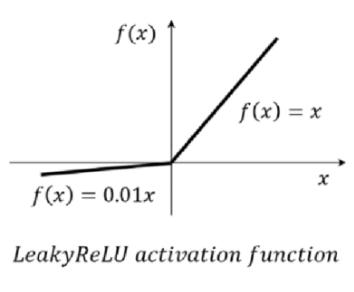 f(x)
f(x) = x
x
f(x) = 0.01x
LeakyReLU activation function